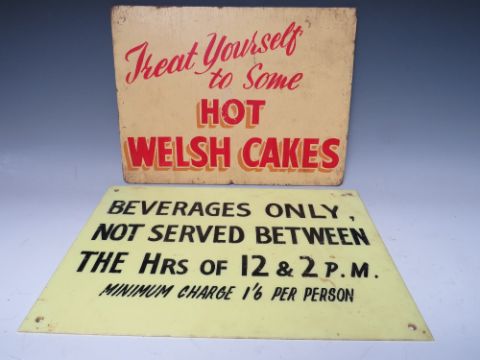 Treat Yourself
to Some
HOT
WELSH CAKES
BEVERAGES ONLY,
NOT SERVED BETWEEN
THE HRS OF 12 & 2 P.M.
MINIMUM CHARGE 1'6 PER PERSON